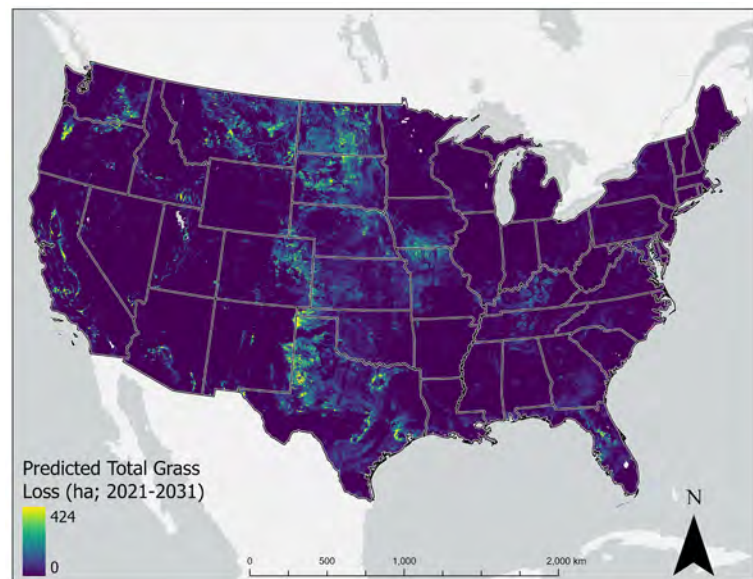 Predicted Total Grass
Loss (ha; 2021-2031)
424
0
N
0 500 1,000 2,000 km